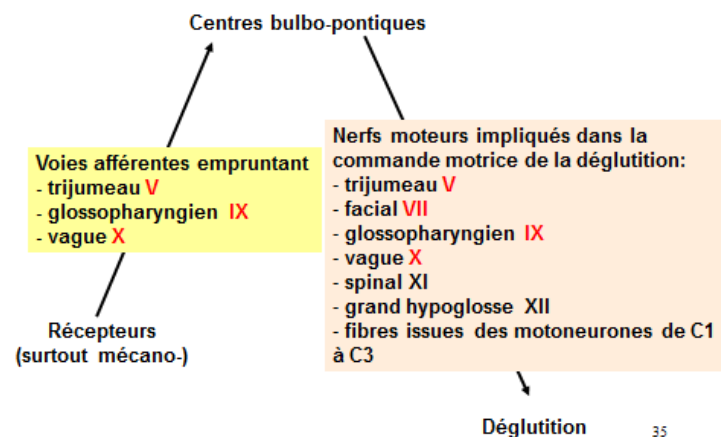 Centres bulbo-pontiques
Voies afférentes empruntant
- trijumeau V
- glossopharyngien IX
- vague X
Récepteurs
(surtout mécano-)
Nerfs moteurs impliqués dans la
commande motrice de la déglutition:
- trijumeau V
- facial VII
- glossopharyngien IX
- vague X
- spinal XI
- grand hypoglosse XII
- fibres issues des motoneurones de C1
à C3
Déglutition
35